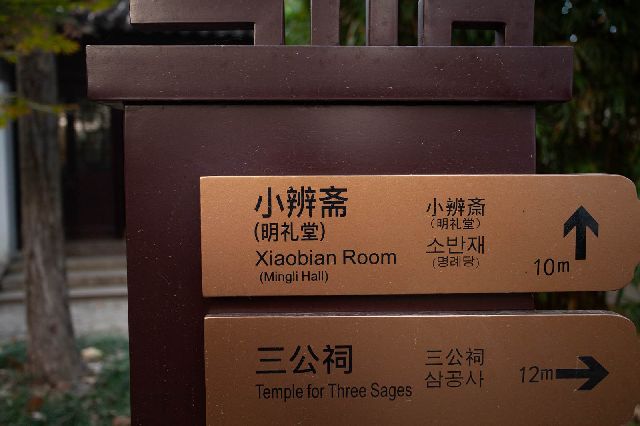 小辨斋
(明礼堂)
Xiaobian Room
(Mingli Hall)
小辨斎
(明礼堂)
소반재
(명례당)
10m
三公祠
Temple for Three Sages
三公祠
삼공사
12m